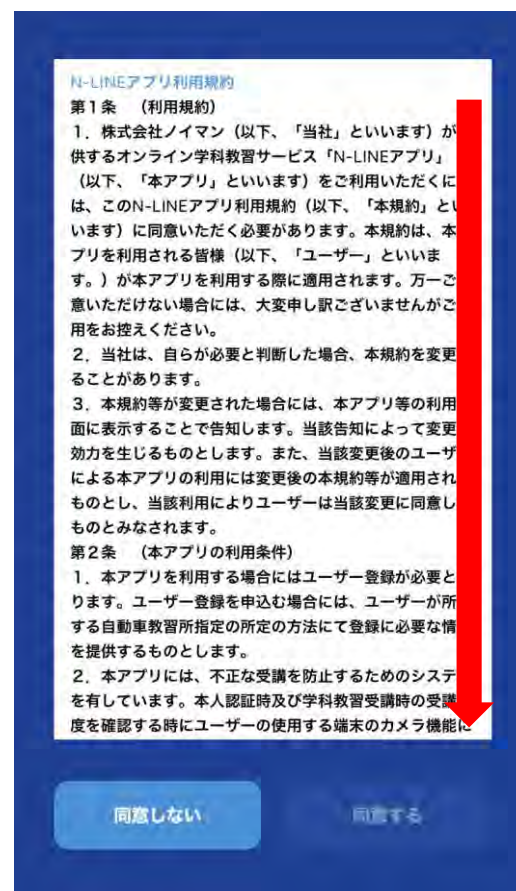 N-LINEアプリ利用規約
第1条　（利用規約）
1．株式会社ノイマン（以下、「当社」といいます）が
供するオンライン学科教習サービス「N-LINEアプリ」
（以下、「本アプリ」といいます）をご利用いただくに
は、このN-LINEアプリ利用規約（以下、「本規約」と
います）に同意いただく必要があります。本規約は、本
プリを利用される皆様（以下、「ユーザー」といいま
す。）が本アプリを利用する際に適用されます。万一ご
意いただけない場合には、大変申し訳ございませんがご
用をお控えください。
2．当社は、自らが必要と判断した場合、本規約を変更
ることがあります。
3．本規約等が変更された場合には、本アプリ等の利用
面に表示することで告知します。当該告知によって変更
効力を生じるものとします。また、当該変更後のユーザ
による本アプリの利用には変更後の本規約等が適用され
ものとし、当該利用によりユーザーは当該変更に同意し
ものとみなされます。
第2条　（本アプリの利用条件）
1．本アプリを利用する場合にはユーザー登録が必要と
ります。ユーザー登録を申込む場合には、ユーザーが所
する自動車教習所指定の所定の方法にて登録に必要な情
を提供するものとします。
2．本アプリには、不正な受講を防止するためのシステ
を有しています。本人認証時及び学科教習受講時の受講
度を確認する時にユーザーの使用する端末のカメラ機能に
同意しない
同意する